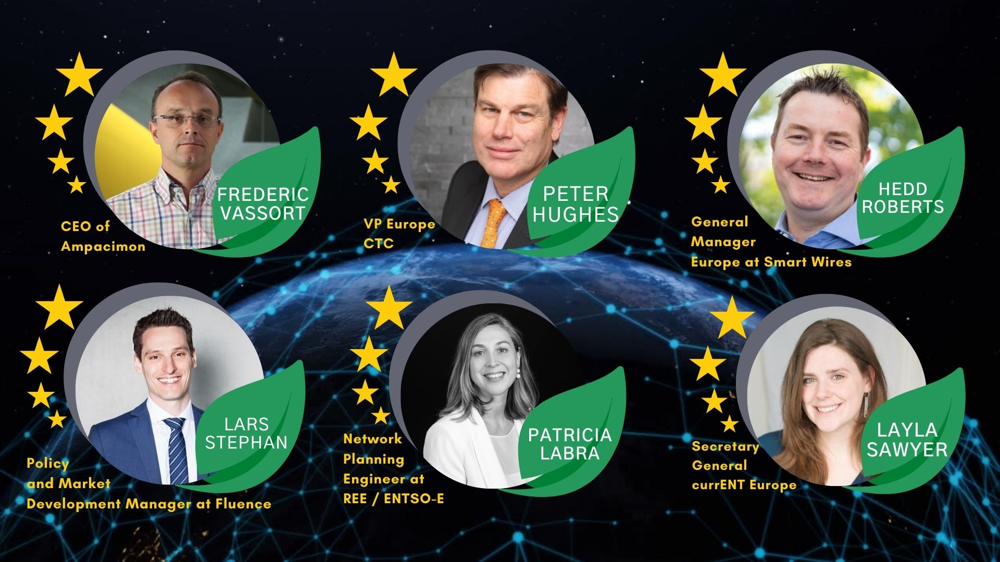 FREDERIC
VASSORT
CEO of
Ampacimon
PETER
HUGHES
VP Europe
CTC
HEDD
ROBERTS
General
Manager
Europe at Smart Wires
LARS
STEPHAN
Policy
and Market
Development Manager at Fluence
PATRICIA
LABRA
Network
Planning
Engineer at
REE / ENTSO-E
LAYLA
SAWYER
Secretary
General
currENT Europe